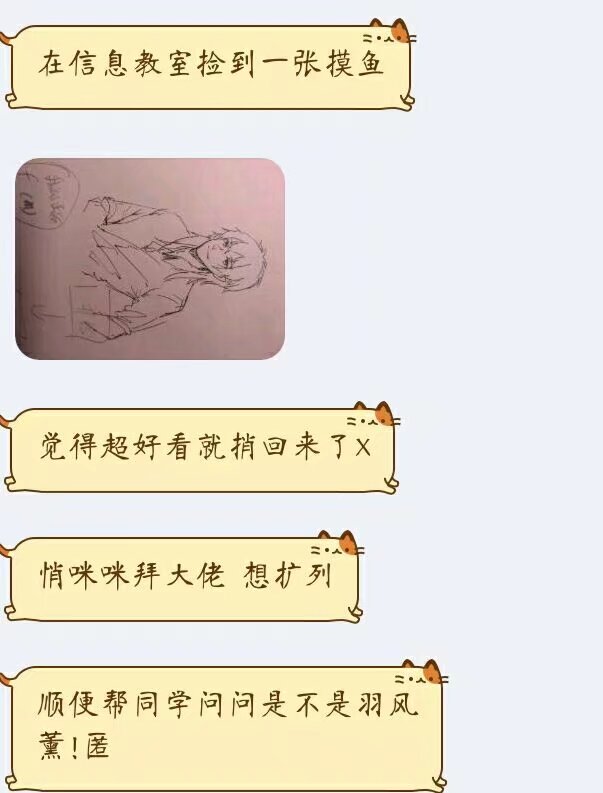 在信息教室捡到一张摸鱼
觉得超好看就捎回来了X
悄咪咪拜大佬 想扩列
顺便帮同学问问是不是羽风
薰!匿